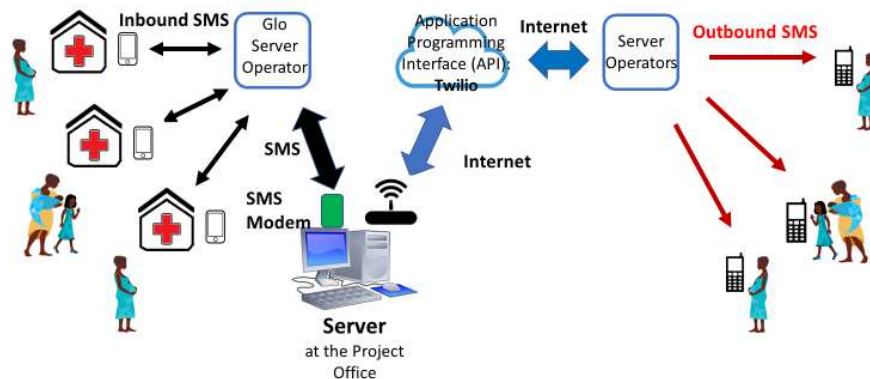 Inbound SMS
Glo
Server
Operator
Application
Programming
Interface (API):
Twilio
Internet
Server
Operators
Outbound SMS
SMS
Internet
SMS
Modem
Server
at the Project
Office